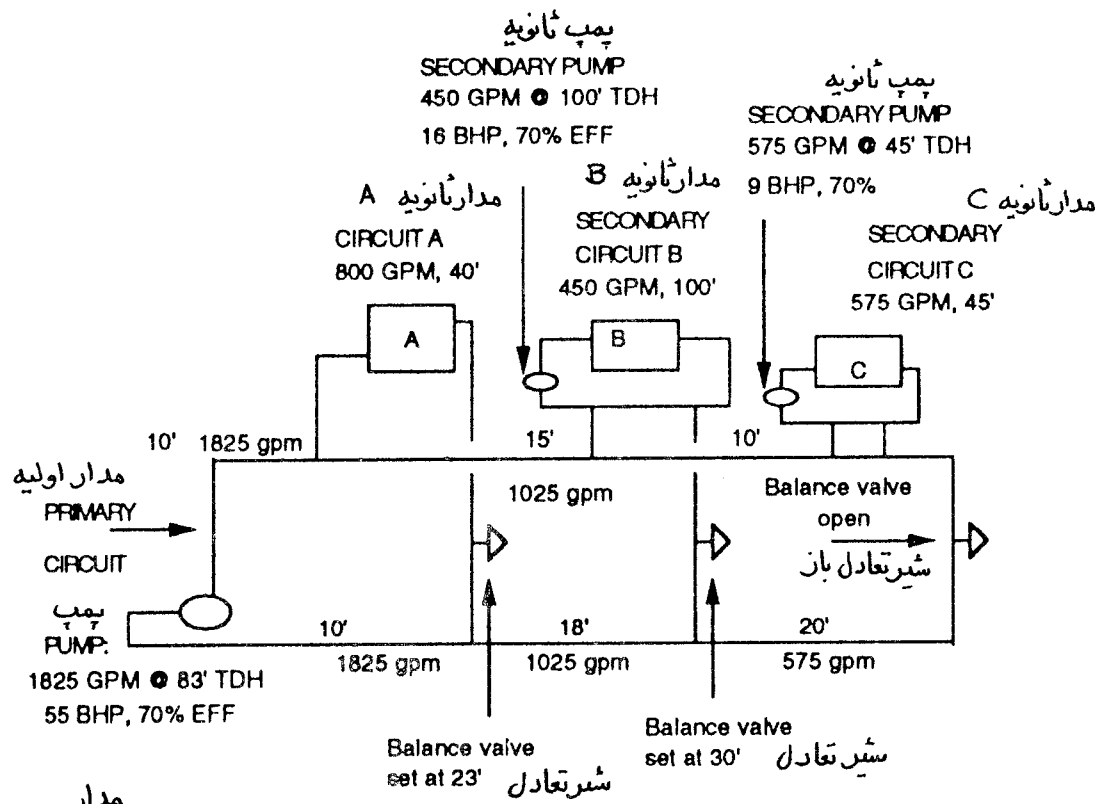 پمپ ثانویه
SECONDARY PUMP
450 GPM @ 100' TDH
16 BHP, 70% EFF
پمپ ثانویه
SECONDARY PUMP
575 GPM @ 45' TDH
9 BHP, 70%
مدار ثانویه A
CIRCUIT A
800 GPM, 40'
مدار ثانویه B
SECONDARY
CIRCUIT B
450 GPM, 100'
مدار ثانویه C
SECONDARY
CIRCUIT C
575 GPM, 45'
A
B
C
10' 1825 gpm
15'
10'
1025 gpm
مدار اولیه
PRIMARY
CIRCUIT
پمپ
PUMP:
1825 GPM @ 83' TDH
55 BHP, 70% EFF
Balance valve
open
شیر تعادل باز
10'
1825 gpm
18'
1025 gpm
20'
575 gpm
Balance valve
set at 23' شیر تعادل
Balance valve
set at 30' شیر تعادل
مدار